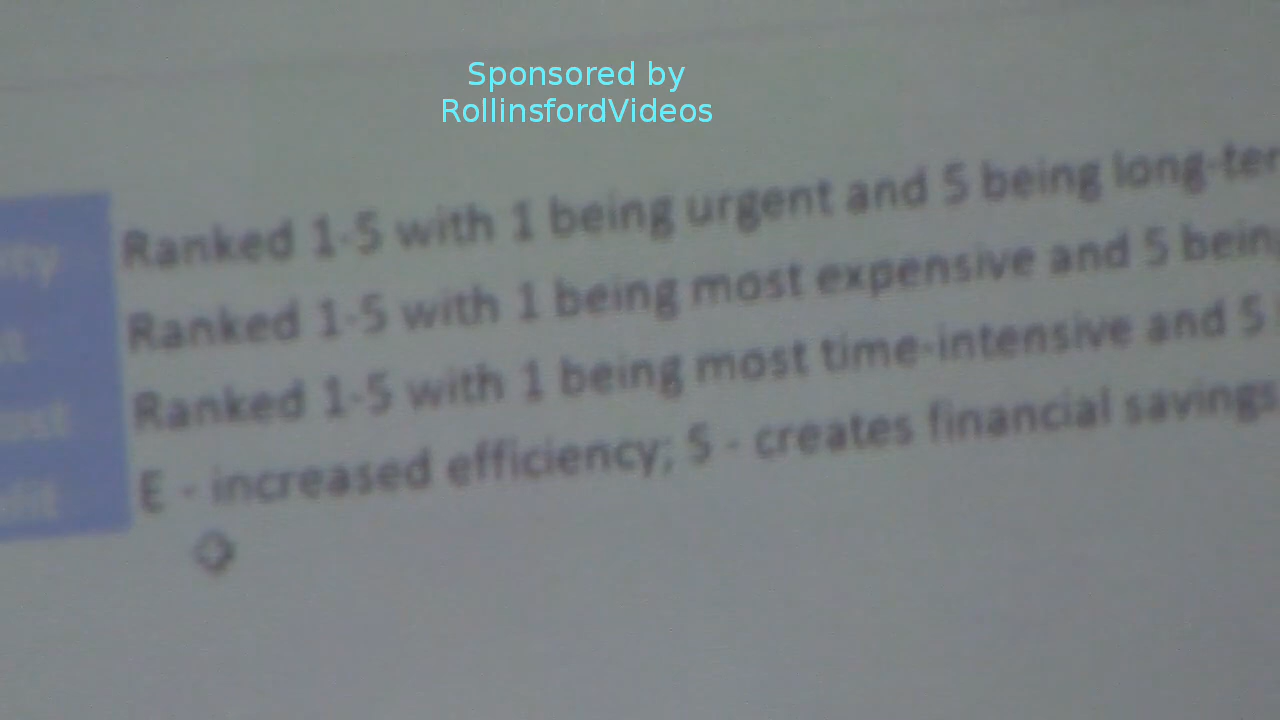 Sponsored by
RollinsfordVideos
Ranked 1-5 with 1 being urgent and 5 being long-ter
Ranked 1-5 with 1 being most expensive and 5 being
Ranked 1-5 with 1 being most time-intensive and 5
E - increased efficiency; S - creates financial savings